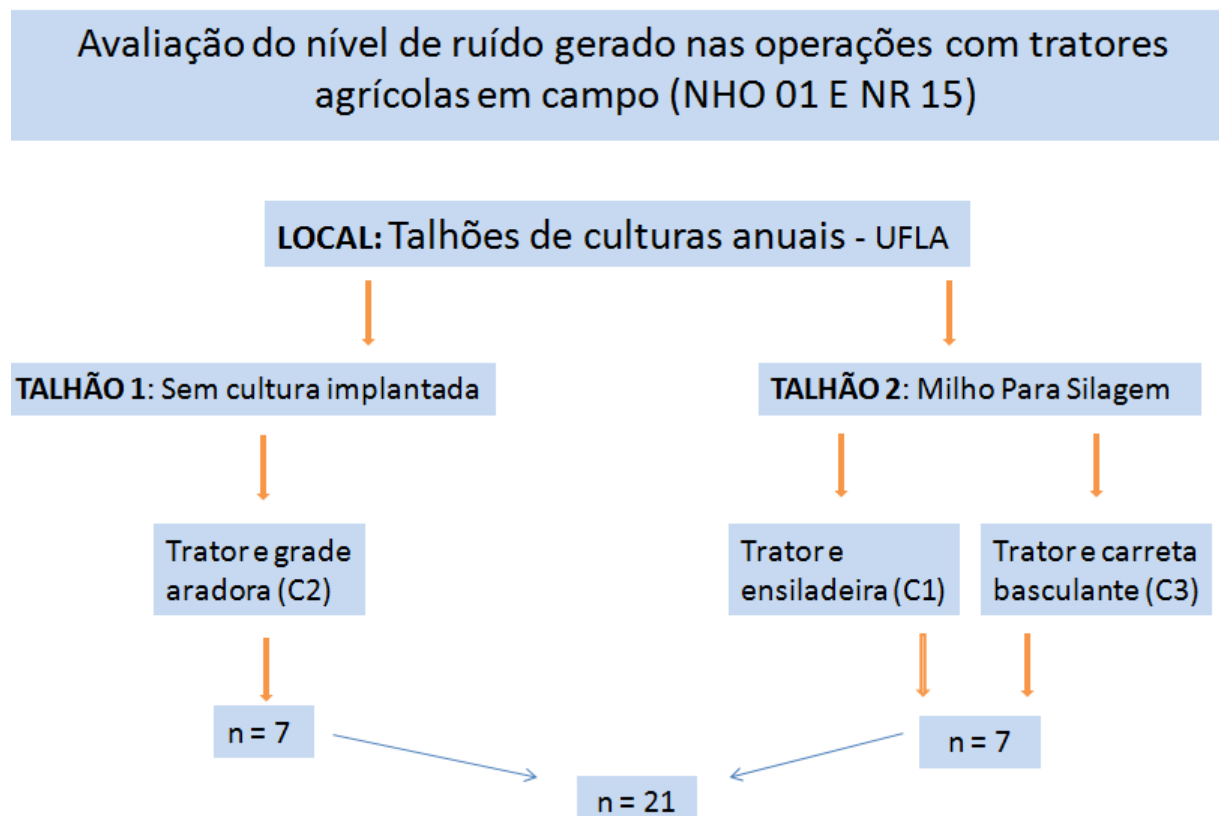 Avaliação do nível de ruído gerado nas operações com tratores
agrícolas em campo (NHO 01 E NR 15)
LOCAL: Talhões de culturas anuais - UFLA
TALHÃO 1: Sem cultura implantada
TALHÃO 2: Milho Para Silagem
Trator e grade
aradora (C2)
Trator e
ensiladeira (C1)
Trator e carreta
basculante (C3)
n = 7
n = 7
n = 21